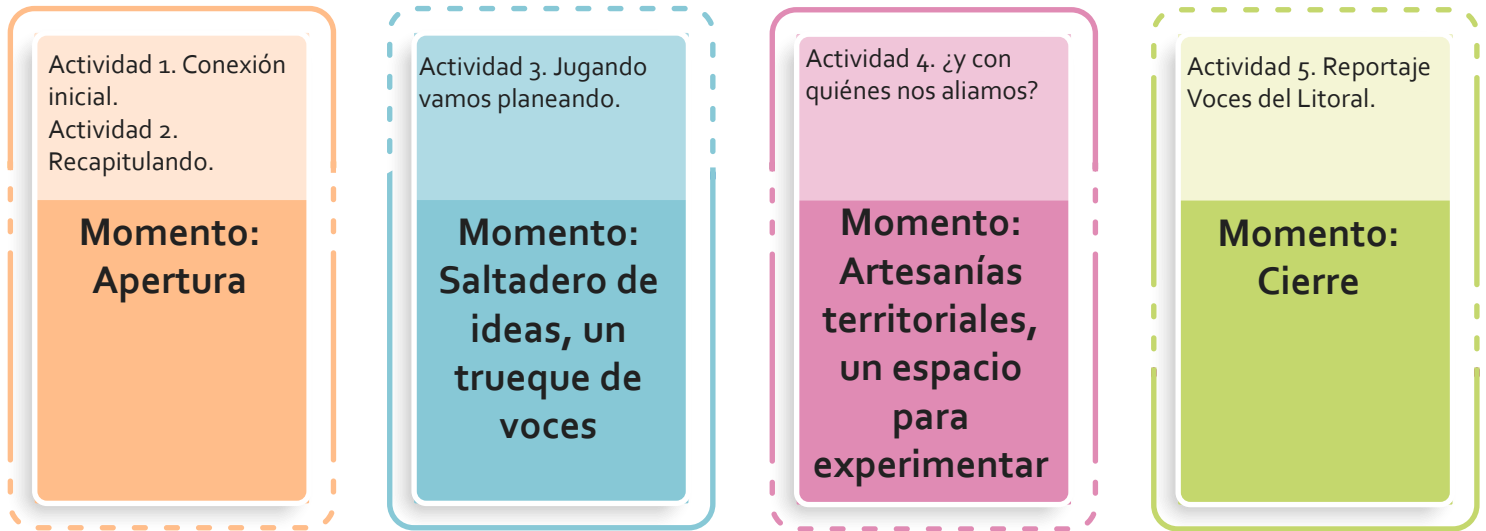 Actividad 1. Conexión
inicial.
Actividad 2.
Recapitulando.
Momento:
Apertura
Actividad 3. Jugando
vamos planeando.
Momento:
Saltadero de
ideas, un
trueque de
voces
Actividad 4. ¿y con
quiénes nos aliamos?
Momento:
Artesanías
territoriales,
un espacio
para
experimentar
Actividad 5. Reportaje
Voces del Litoral.
Momento:
Cierre